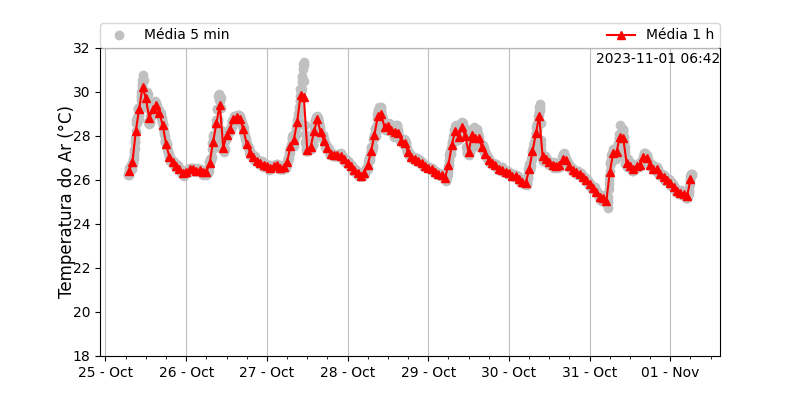 Média 5 min
Média 1 h
2023-11-01 06:42
Temperatura do Ar (°C)
32
30
28
26
24
22
20
18
25 - Oct
26 - Oct
27 - Oct
28 - Oct
29 - Oct
30 - Oct
31 - Oct
01 - Nov